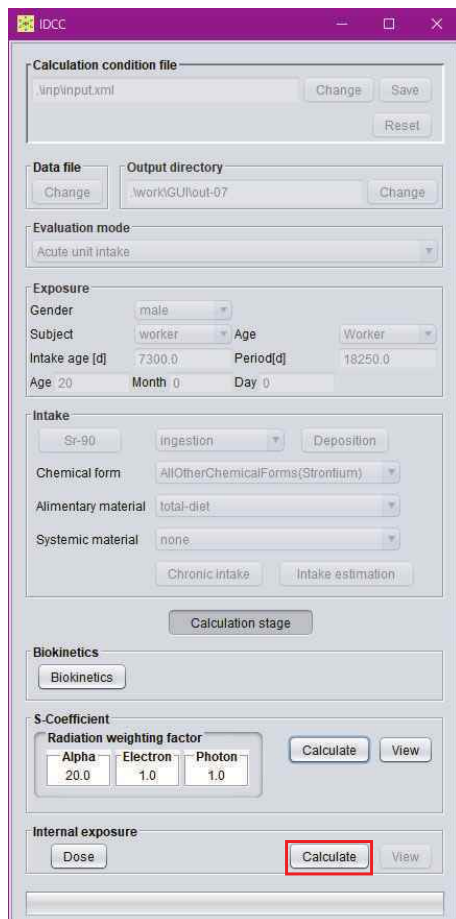 IDCC
Calculation condition file
.\inp\input.xml Change Save
Reset
Data file Output directory
Change .\work\GUI\out-07 Change
Evaluation mode
Acute unit intake
Exposure
Gender male
Subject worker Age Worker
Intake age [d] 7300.0 Period[d] 18250.0
Age 20 Month 0 Day 0
Intake
Sr-90 ingestion Deposition
Chemical form AllOtherChemicalForms(Strontium)
Alimentary material total-diet
Systemic material none
Chronic intake Intake estimation
Calculation stage
Biokinetics
Biokinetics
S-Coefficient
Radiation weighting factor
Alpha Electron Photon Calculate View
20.0 1.0 1.0
Internal exposure
Dose Calculate View